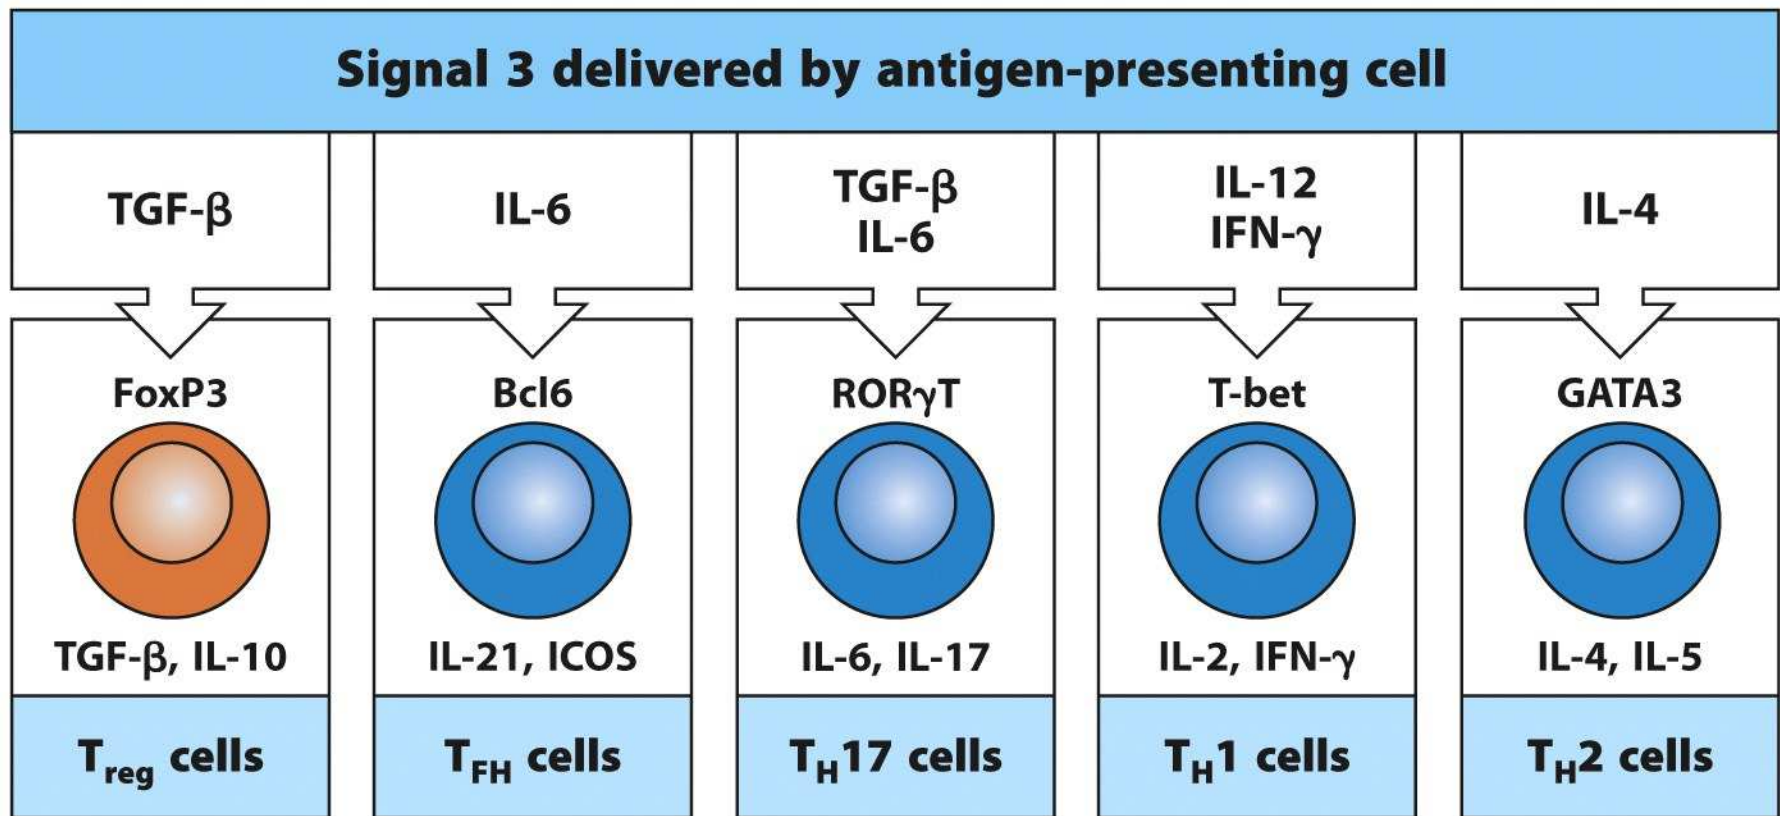 Signal 3 delivered by antigen-presenting cell
TGF-β
IL-6
TGF-β
IL-6
IL-12
IFN-γ
IL-4
FoxP3
Bcl6
RORγT
T-bet
GATA3
TGF-β, IL-10
IL-21, ICOS
IL-6, IL-17
IL-2, IFN-γ
IL-4, IL-5
Treg cells
TFH cells
TH17 cells
TH1 cells
TH2 cells